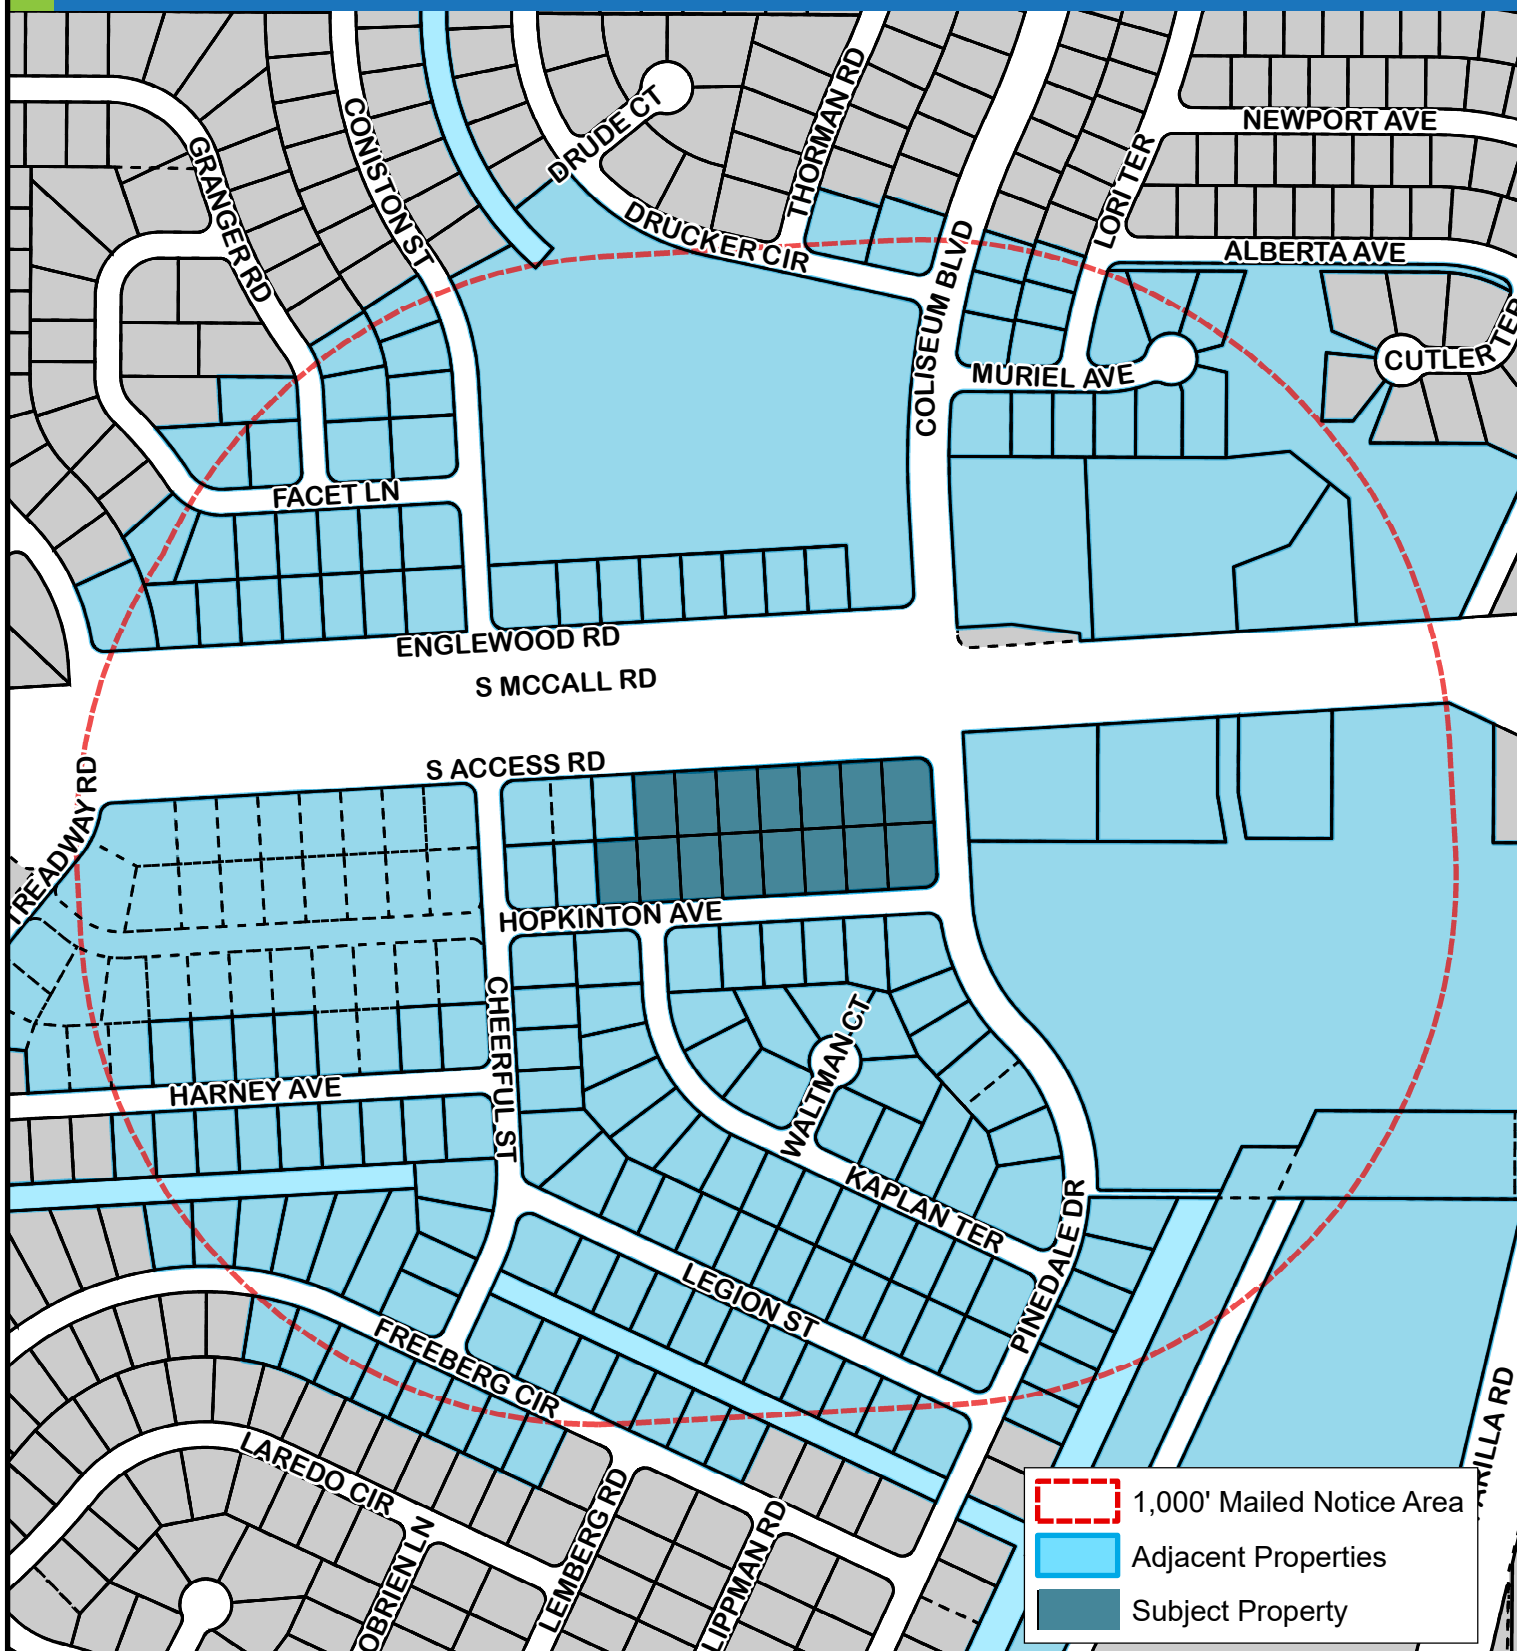 THORMAN RD
DRUDE CT
CONISTON ST
NEWPORT AVE
GRANGER RD
LORI TER
DRUCKER CIR
ALBERTA AVE
COLISEUM BLVD
CUTLER TER
MURIEL AVE
FACET LN
ENGLEWOOD RD
S MCCALL RD
S ACCESS RD
TREADWAY RD
HOPKINTON AVE
CHEERFUL ST
WALTMAN CT
HARNEY AVE
KAPLAN TER
PINEDALE DR
LEGION ST
FREEBERG CIR
LAREDO CIR
OBRIEN LN
LEMBERG RD
LIPPMAN RD
RILLA RD
1,000' Mailed Notice Area
Adjacent Properties
Subject Property